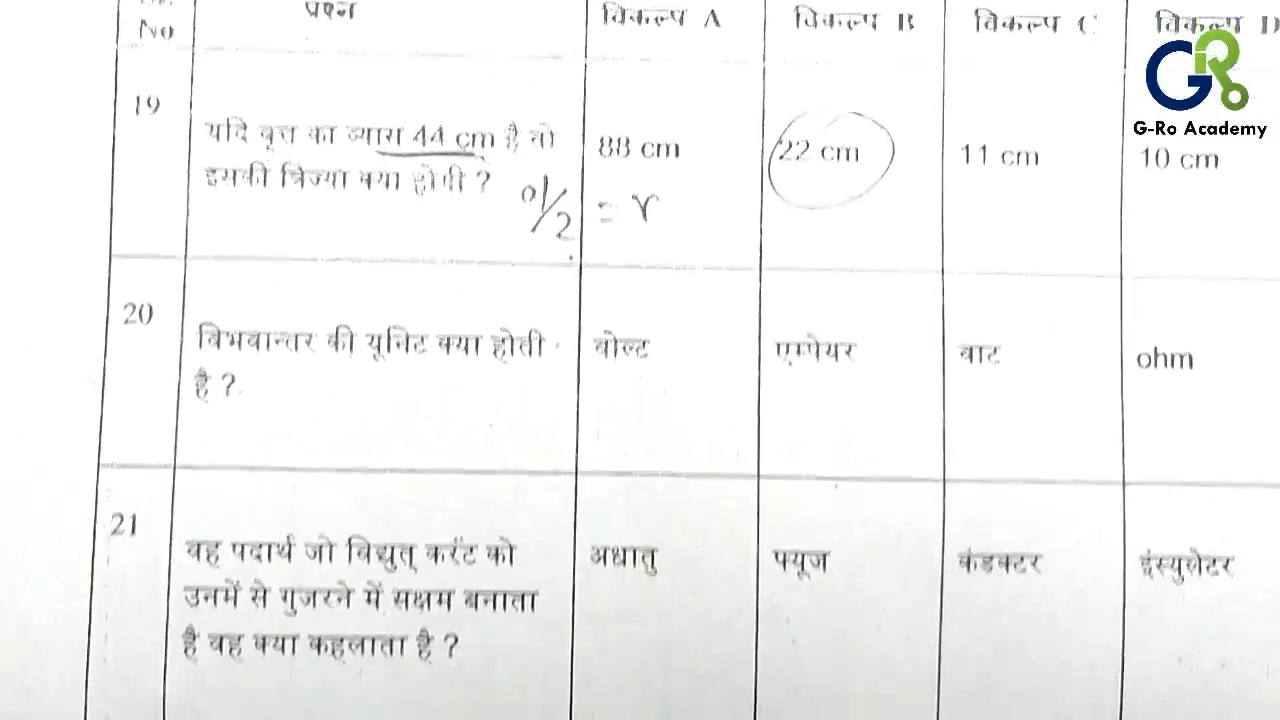 No
प्रश्न
विकल्प A
विकल्प B
विकल्प C
विकल्प D
GR
G-Ro Academy
19
यदि वृत्त का व्यास 44 cm है तो
इसकी त्रिज्या क्या होगी ?
88 cm
22 cm
11 cm
10 cm
/2 = r
20
विभवान्तर की यूनिट क्या होती
है ?
वोल्ट
एम्पेयर
वाट
ohm
21
वह पदार्थ जो विद्युत् करंट को
उनमें से गुजरने में सक्षम बनाता
है वह क्या कहलाता है ?
अधातु
फ्यूज
कंडक्टर
इंस्युलेटर